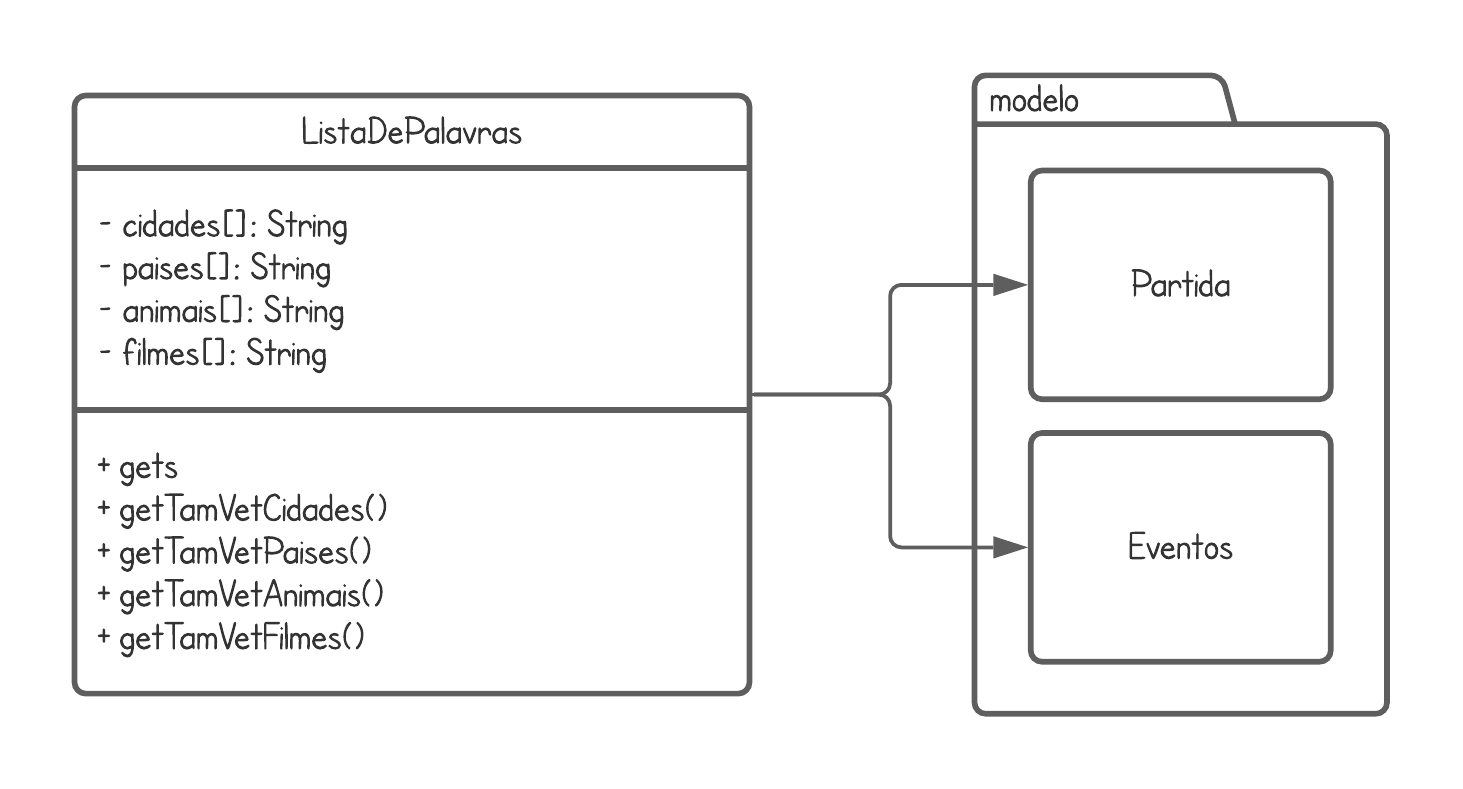 ListaDePalavras
- cidades[]: String
- paises[]: String
- animais[]: String
- filmes[]: String
+ gets
+ getTamVetCidades()
+ getTamVetPaises()
+ getTamVetAnimais()
+ getTamVetFilmes()
modelo
Partida
Eventos